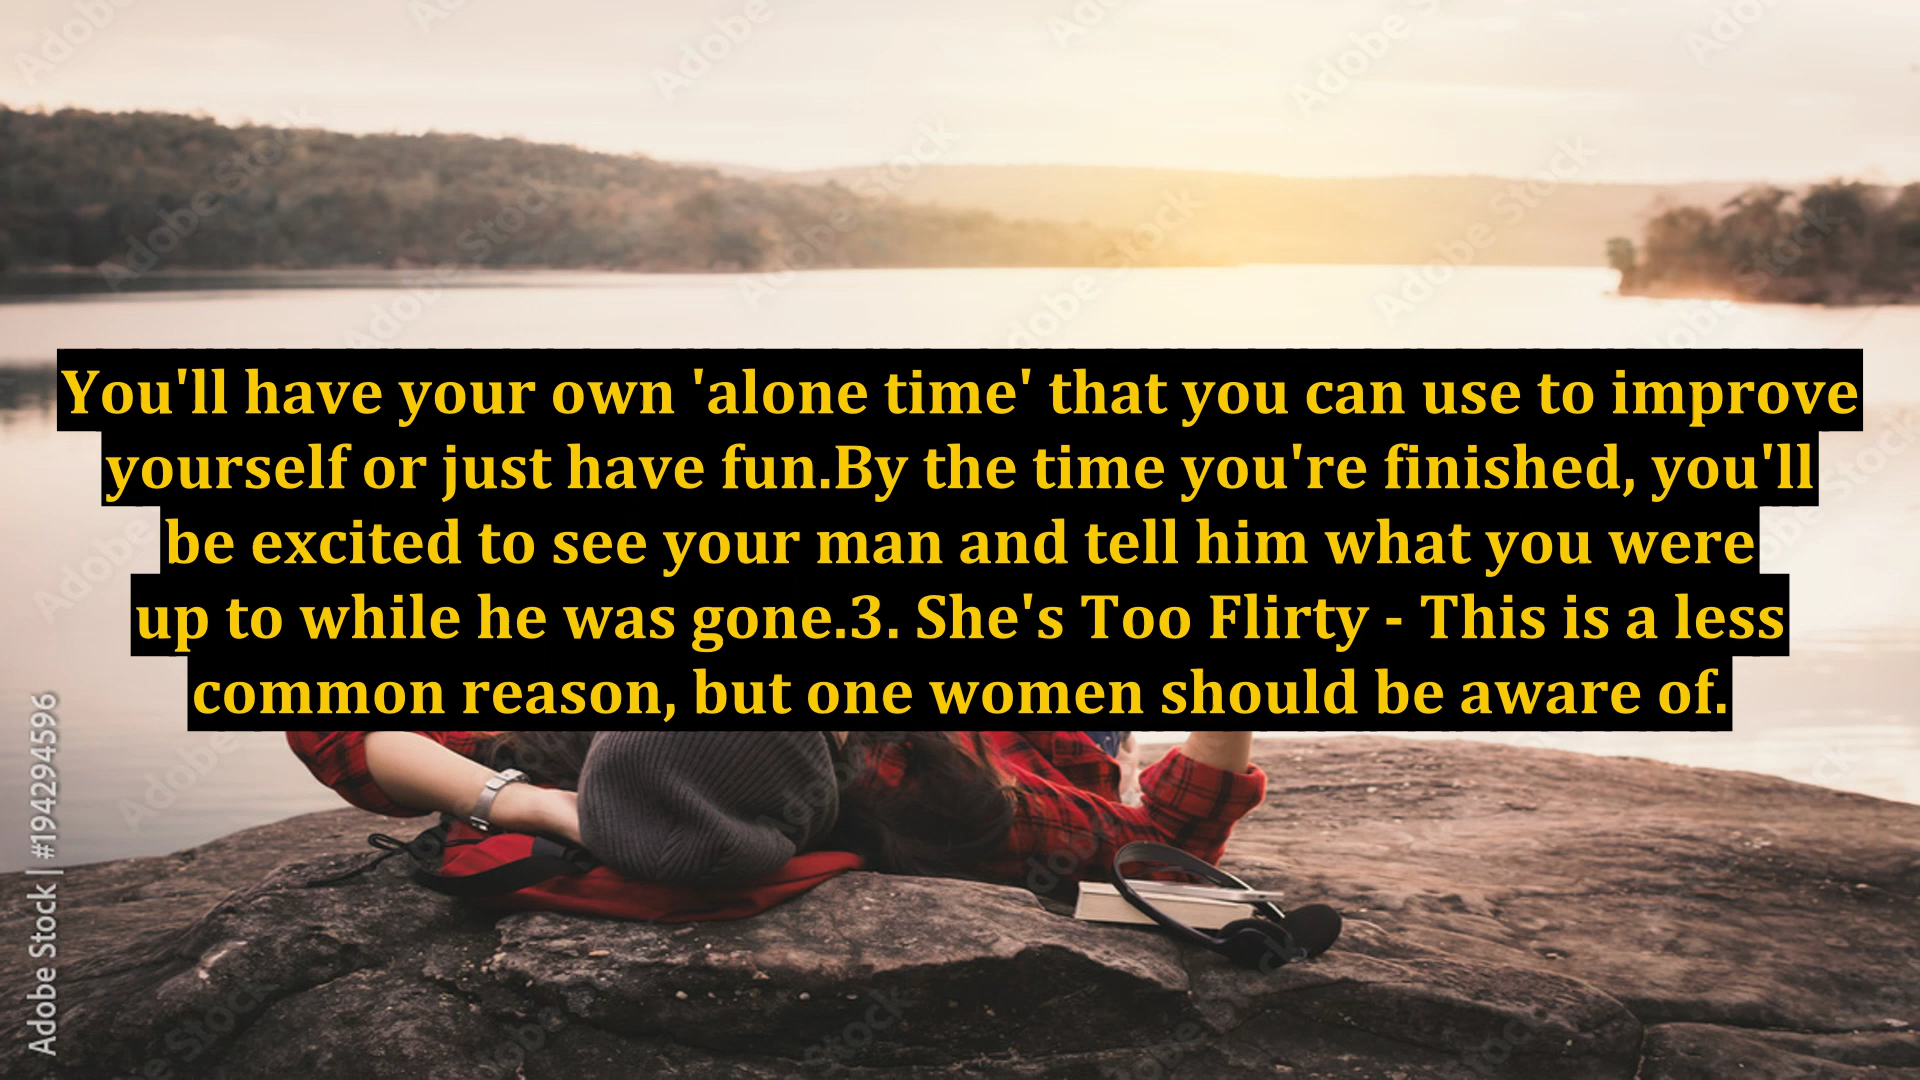 You'll have your own 'alone time' that you can use to improve
yourself or just have fun.By the time you're finished, you'll
be excited to see your man and tell him what you were
up to while he was gone.3. She's Too Flirty - This is a less
common reason, but one women should be aware of.
Adobe Stock | #194294596
Adobe Stock